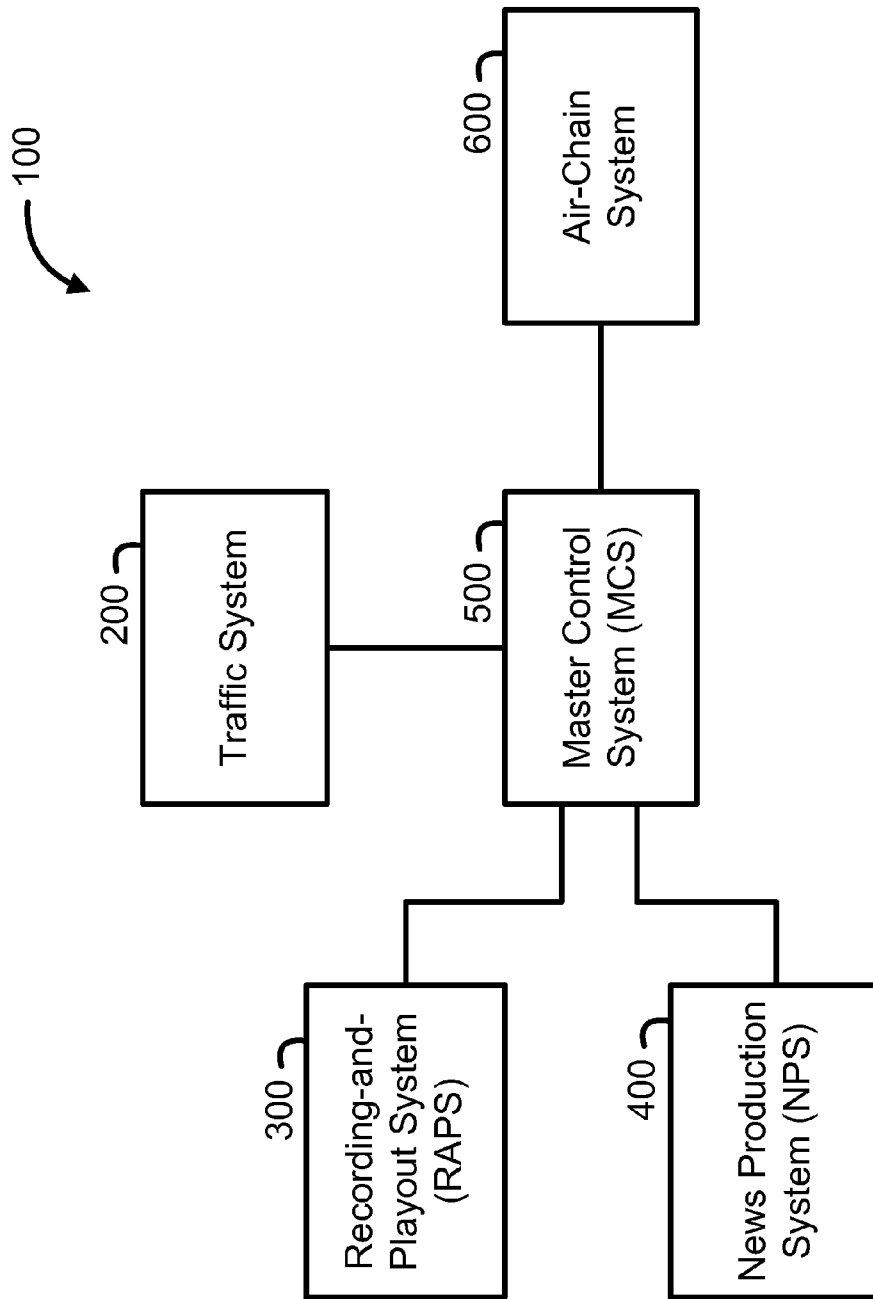 100
200
Traffic System
300
Recording-and-
Playout System
(RAPS)
500
Master Control
System (MCS)
600
Air-Chain
System
400
News Production
System (NPS)